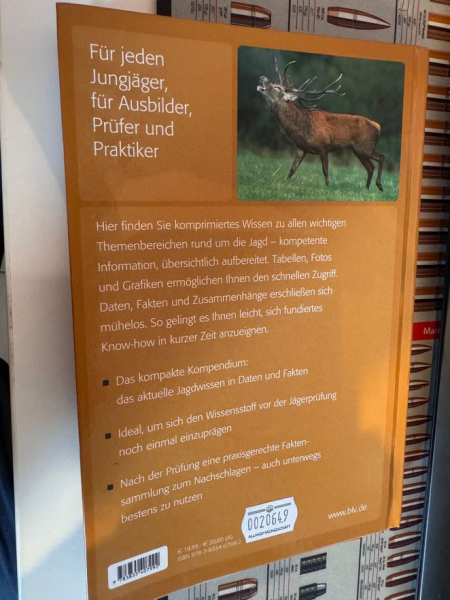 Für jeden
Jungjäger,
für Ausbilder,
Prüfer und
Praktiker
Hier finden Sie komprimiertes Wissen zu allen wichtigen
Themenbereichen rund um die Jagd – kompetente
Information, übersichtlich aufbereitet. Tabellen, Fotos
und Grafiken ermöglichen Ihnen den schnellen Zugriff.
Daten, Fakten und Zusammenhänge erschließen sich
mühelos. So gelingt es Ihnen leicht, sich fundiertes
Know-how in kurzer Zeit anzueignen.
Das kompakte Kompendium:
das aktuelle Jagdwissen in Daten und Fakten
Ideal, um sich den Wissensstoff vor der Jägerprüfung
noch einmal einzuprägen
Nach der Prüfung eine praxisgerechte Fakten-
sammlung zum Nachschlagen – auch unterwegs
bestens zu nutzen
0020649
www.blv.de